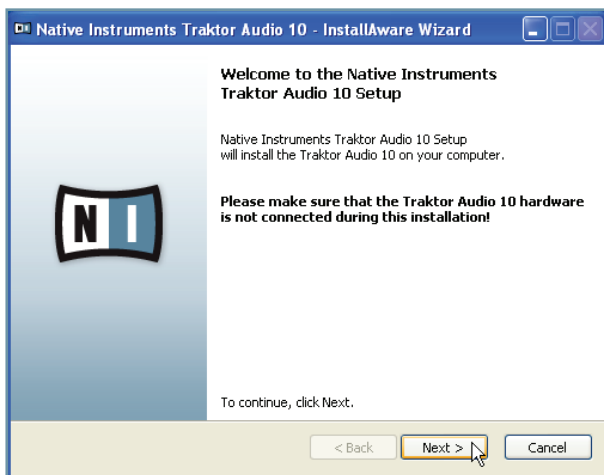 Native Instruments Traktor Audio 10 - InstallAware Wizard
Welcome to the Native Instruments
Traktor Audio 10 Setup
Native Instruments Traktor Audio 10 Setup
will install the Traktor Audio 10 on your computer.
Please make sure that the Traktor Audio 10 hardware
is not connected during this installation!
N I
To continue, click Next.
< Back Next > Cancel